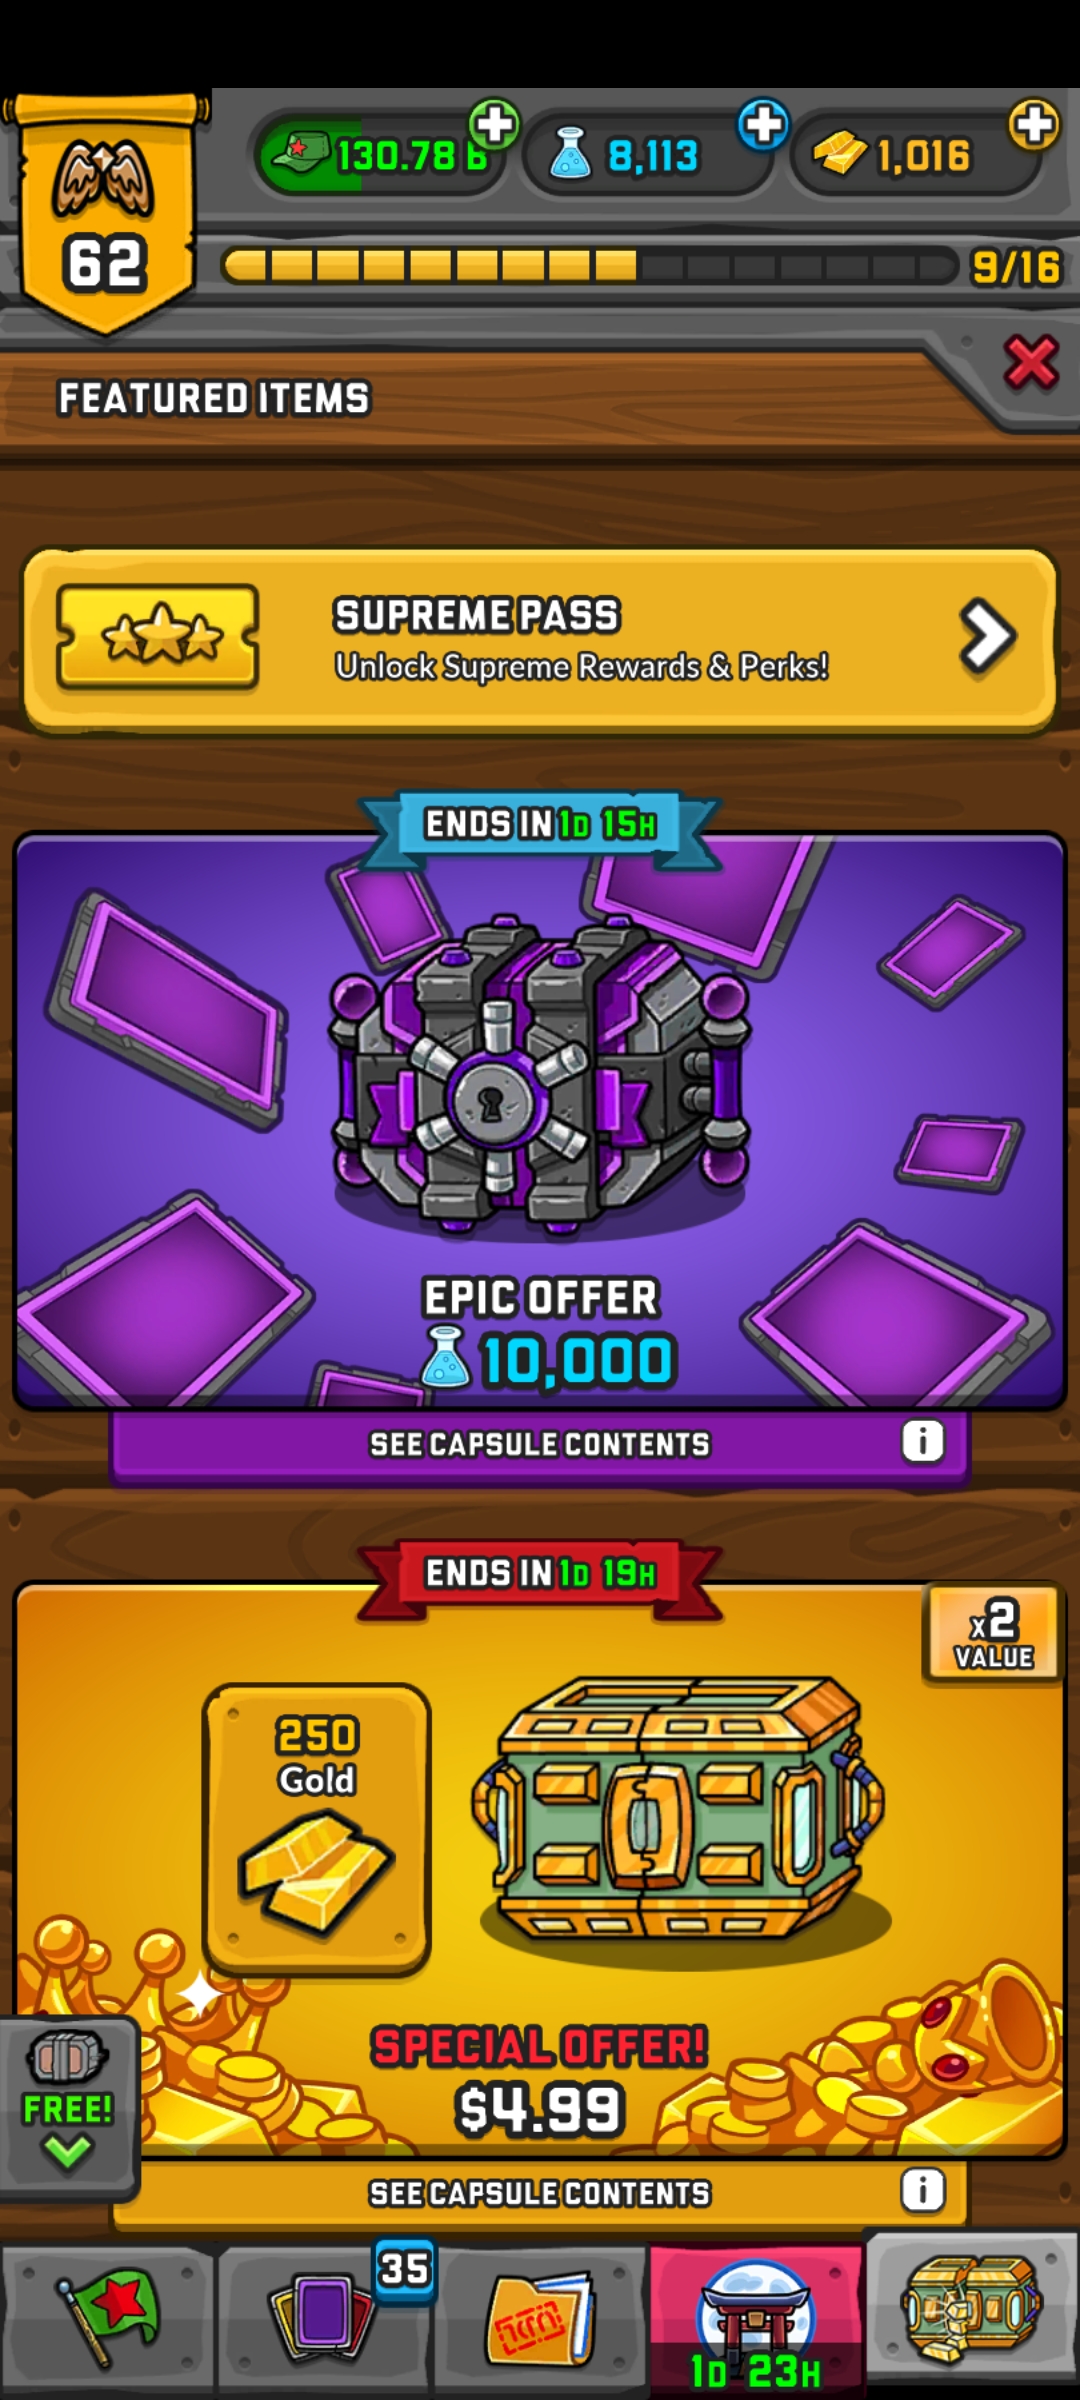 130.78 B
8,113
1,016
62
9/16
FEATURED ITEMS
SUPREME PASS
Unlock Supreme Rewards & Perks!
ENDS IN 1D 15H
EPIC OFFER
10,000
SEE CAPSULE CONTENTS
i
ENDS IN 1D 19H
x2
VALUE
250
Gold
SPECIAL OFFER!
$4.99
FREE!
SEE CAPSULE CONTENTS
i
35
1D 23H